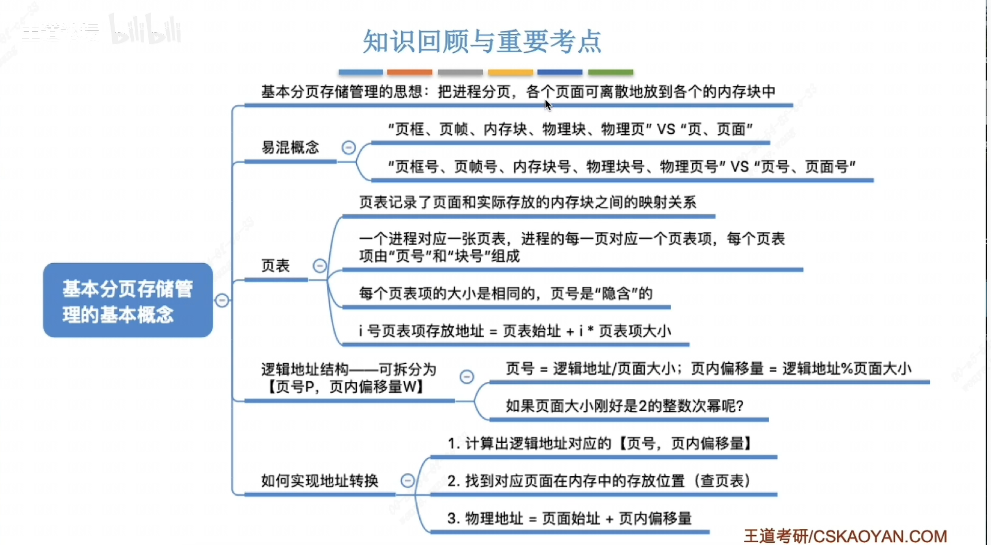 bilibili
知识回顾与重要考点
基本分页存储管理的思想：把进程分页，各个页面可离散地放到各个的内存块中
易混概念
“页框、页帧、内存块、物理块、物理页” VS “页、页面”
“页框号、页帧号、内存块号、物理块号、物理页号” VS “页号、页面号”
页表
页表记录了页面和实际存放的内存块之间的映射关系
一个进程对应一张页表，进程的每一页对应一个页表项，每个页表
项由“页号”和“块号”组成
每个页表项的大小是相同的，页号是“隐含”的
i 号页表项存放地址 = 页表始址 + i * 页表项大小
基本分页存储管
理的基本概念
逻辑地址结构——可拆分为
【页号P，页内偏移量W】
页号 = 逻辑地址/页面大小；页内偏移量 = 逻辑地址%页面大小
如果页面大小刚好是2的整数次幂呢？
如何实现地址转换
1. 计算出逻辑地址对应的【页号，页内偏移量】
2. 找到对应页面在内存中的存放位置（查页表）
3. 物理地址 = 页面始址 + 页内偏移量
王道考研/CSKAOYAN.COM